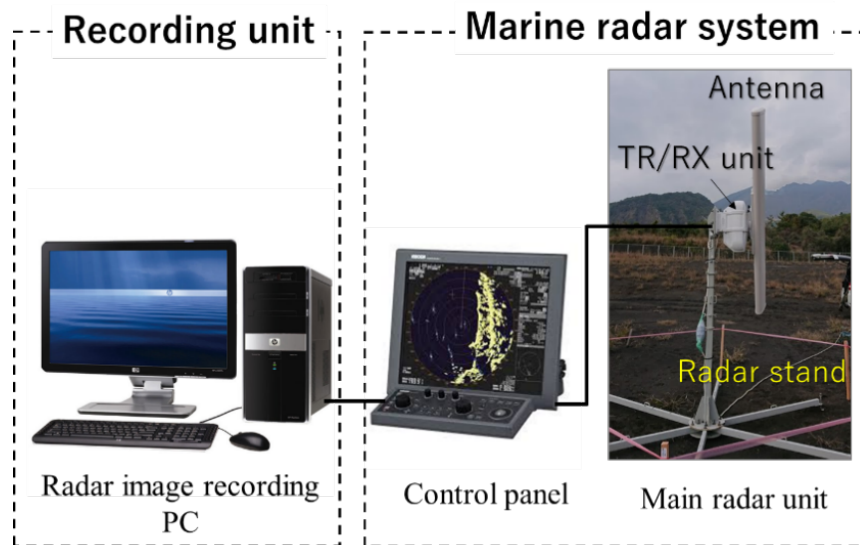 Recording unit
Marine radar system
Antenna
TR/RX unit
Radar stand
Radar image recording
PC
Control panel
Main radar unit